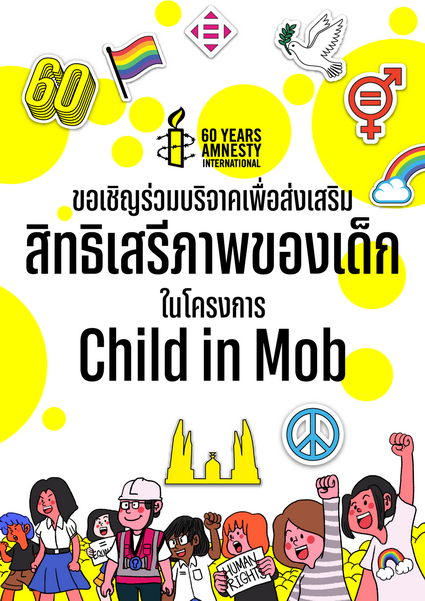 60
60 YEARS
AMNESTY
INTERNATIONAL
ขอเชิญร่วมบริจาคเพื่อส่งเสริม
สิทธิเสรีภาพของเด็ก
ในโครงการ
Child in Mob
HUMAN
RIGHTS